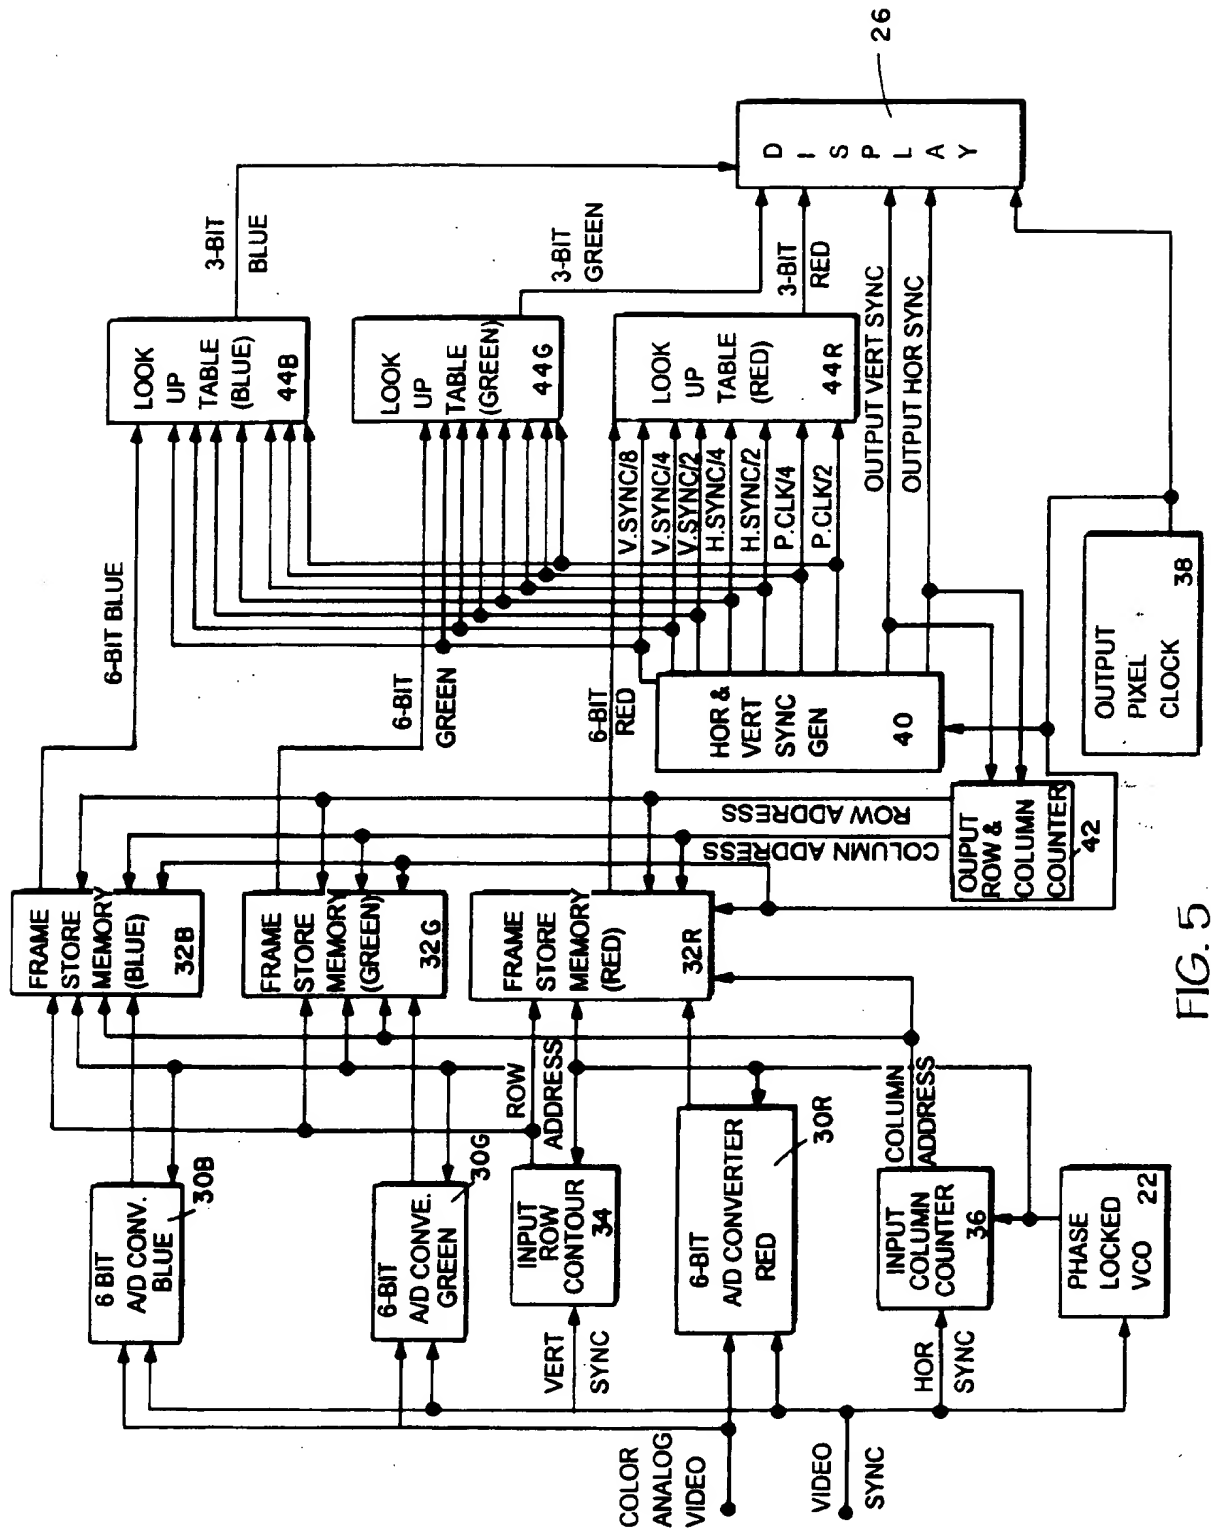 COLOR
ANALOG
VIDEO
VIDEO
SYNC
6 BIT
A/D CONV.
BLUE
30B
6-BIT
A/D CONVE.
GREEN
30G
VERT
SYNC
INPUT
ROW
CONTOUR
34
6-BIT
A/D CONVERTER
RED
30R
HOR
SYNC
INPUT
COLUMN
COUNTER
36
PHASE
LOCKED
VCO
22
ROW
ADDRESS
COLUMN
ADDRESS
FRAME
STORE
MEMORY
(BLUE)
32B
FRAME
STORE
MEMORY
(GREEN)
32G
FRAME
STORE
MEMORY
(RED)
32R
ROW ADDRESS
COLUMN ADDRESS
OUPUT
ROW &
COLUMN
COUNTER
42
6-BIT BLUE
6-BIT
GREEN
6-BIT
RED
HOR &
VERT
SYNC
GEN
40
OUTPUT
PIXEL
CLOCK
38
V.SYNC/8
V.SYNC/4
V.SYNC/2
H.SYNC/4
H.SYNC/2
P.CLK/4
P.CLK/2
OUTPUT VERT SYNC
OUTPUT HOR SYNC
LOOK
UP
TABLE
(BLUE)
44B
LOOK
UP
TABLE
(GREEN)
44G
LOOK
UP
TABLE
(RED)
44R
3-BIT
BLUE
3-BIT
GREEN
3-BIT
RED
DISPLAY
26
FIG. 5